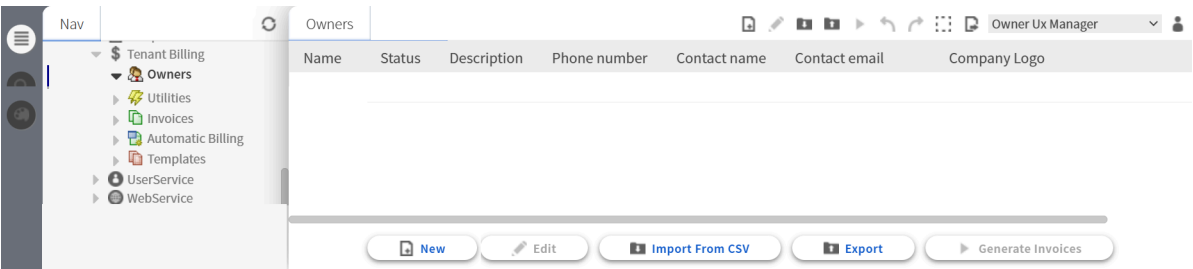 Nav
Owners
Owner Ux Manager
Tenant Billing
Owners
Utilities
Invoices
Automatic Billing
Templates
UserService
WebService
Name Status Description Phone number Contact name Contact email Company Logo
New Edit Import From CSV Export Generate Invoices